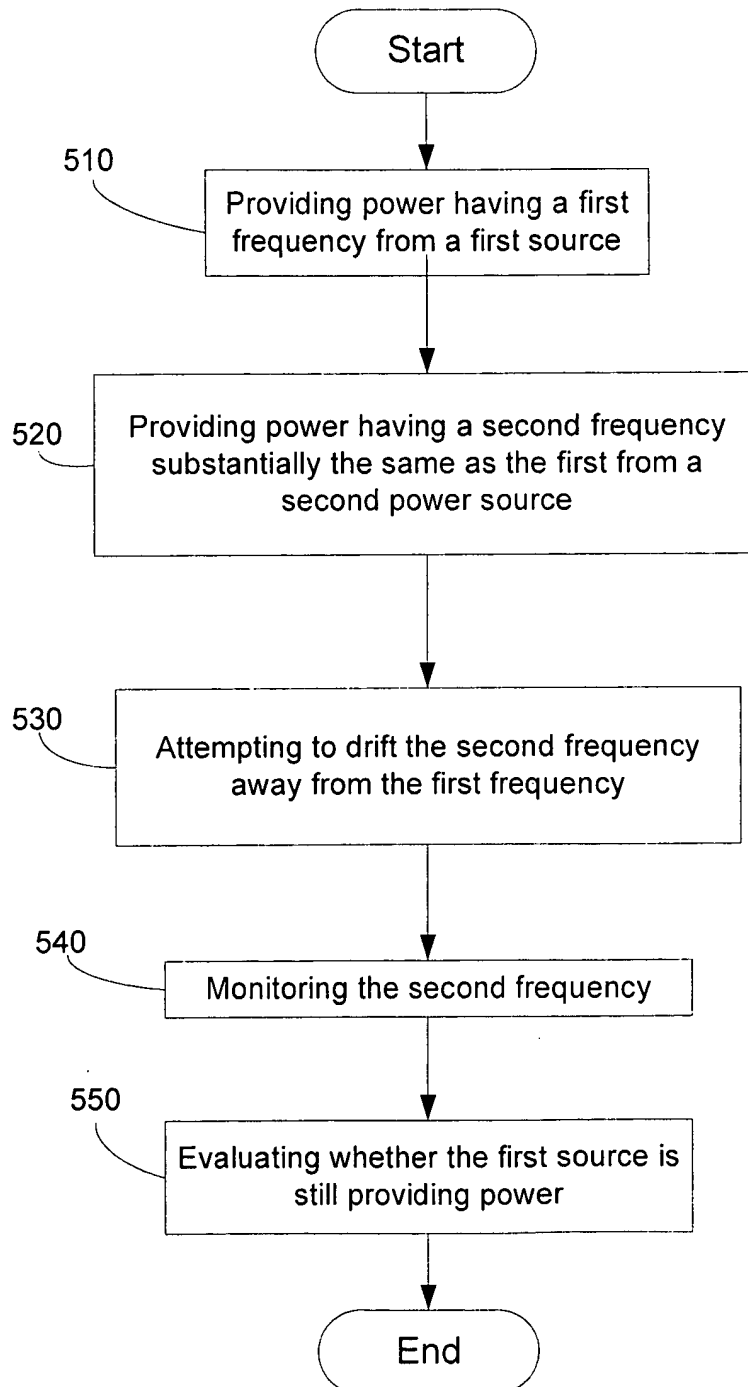 Start
510
Providing power having a first
frequency from a first source
520
Providing power having a second frequency
substantially the same as the first from a
second power source
530
Attempting to drift the second frequency
away from the first frequency
540
Monitoring the second frequency
550
Evaluating whether the first source is
still providing power
End